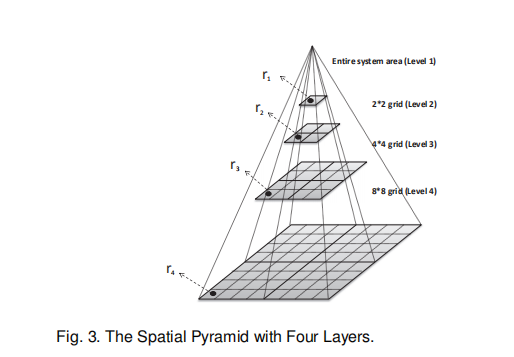 Entire system area (Level 1)
r1
2*2 grid (Level 2)
r2
4*4 grid (Level 3)
r3
8*8 grid (Level 4)
r4
Fig. 3. The Spatial Pyramid with Four Layers.